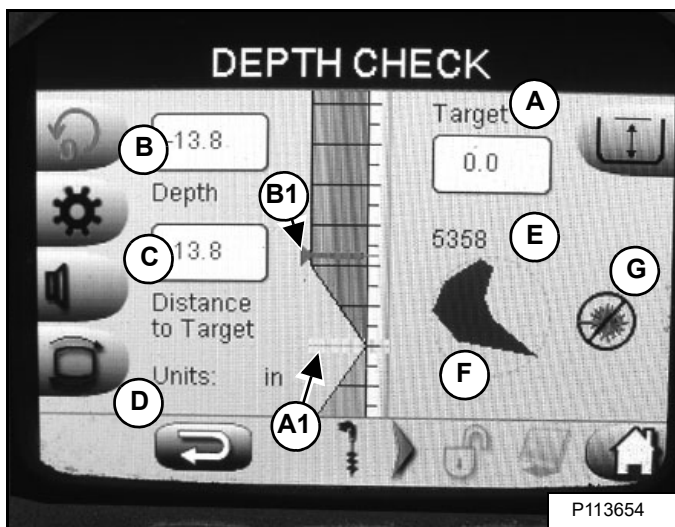 DEPTH CHECK
Target
A
B
-13.8
0.0
Depth
B1
C
13.8
5358
E
G
Distance
to Target
F
Units: in
D
A1
0
P113654